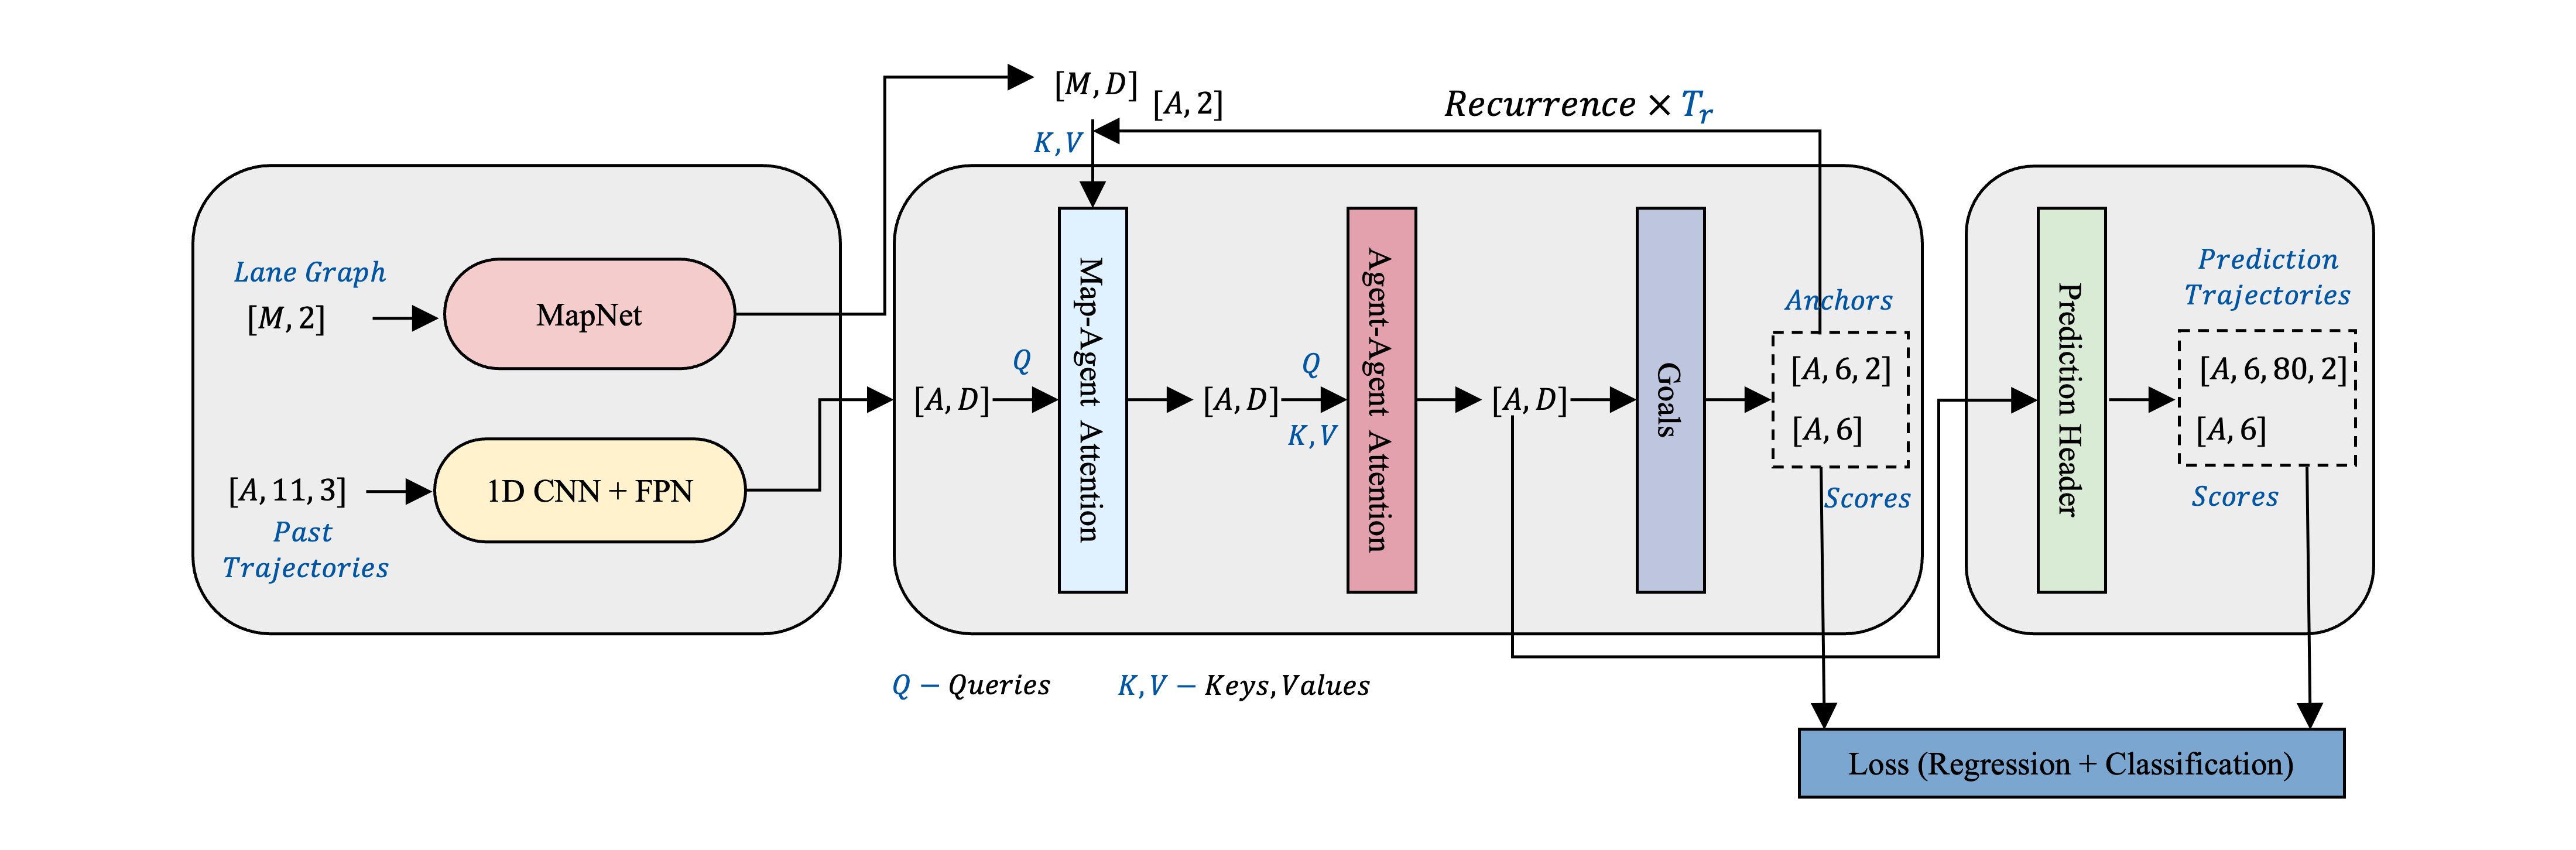 Lane Graph
[M, 2]
MapNet
[A, 11, 3]
Past
Trajectories
1D CNN + FPN
[M, D]
[A, 2]
K, V
Recurrence × Tr
[A, D]
Q
Map-Agent Attention
[A, D]
Q
K, V
Agent-Agent Attention
[A, D]
Goals
Anchors
[A, 6, 2]
[A, 6]
Scores
Prediction Header
Prediction
Trajectories
[A, 6, 80, 2]
[A, 6]
Scores
Q − Queries
K, V − Keys, Values
Loss (Regression + Classification)